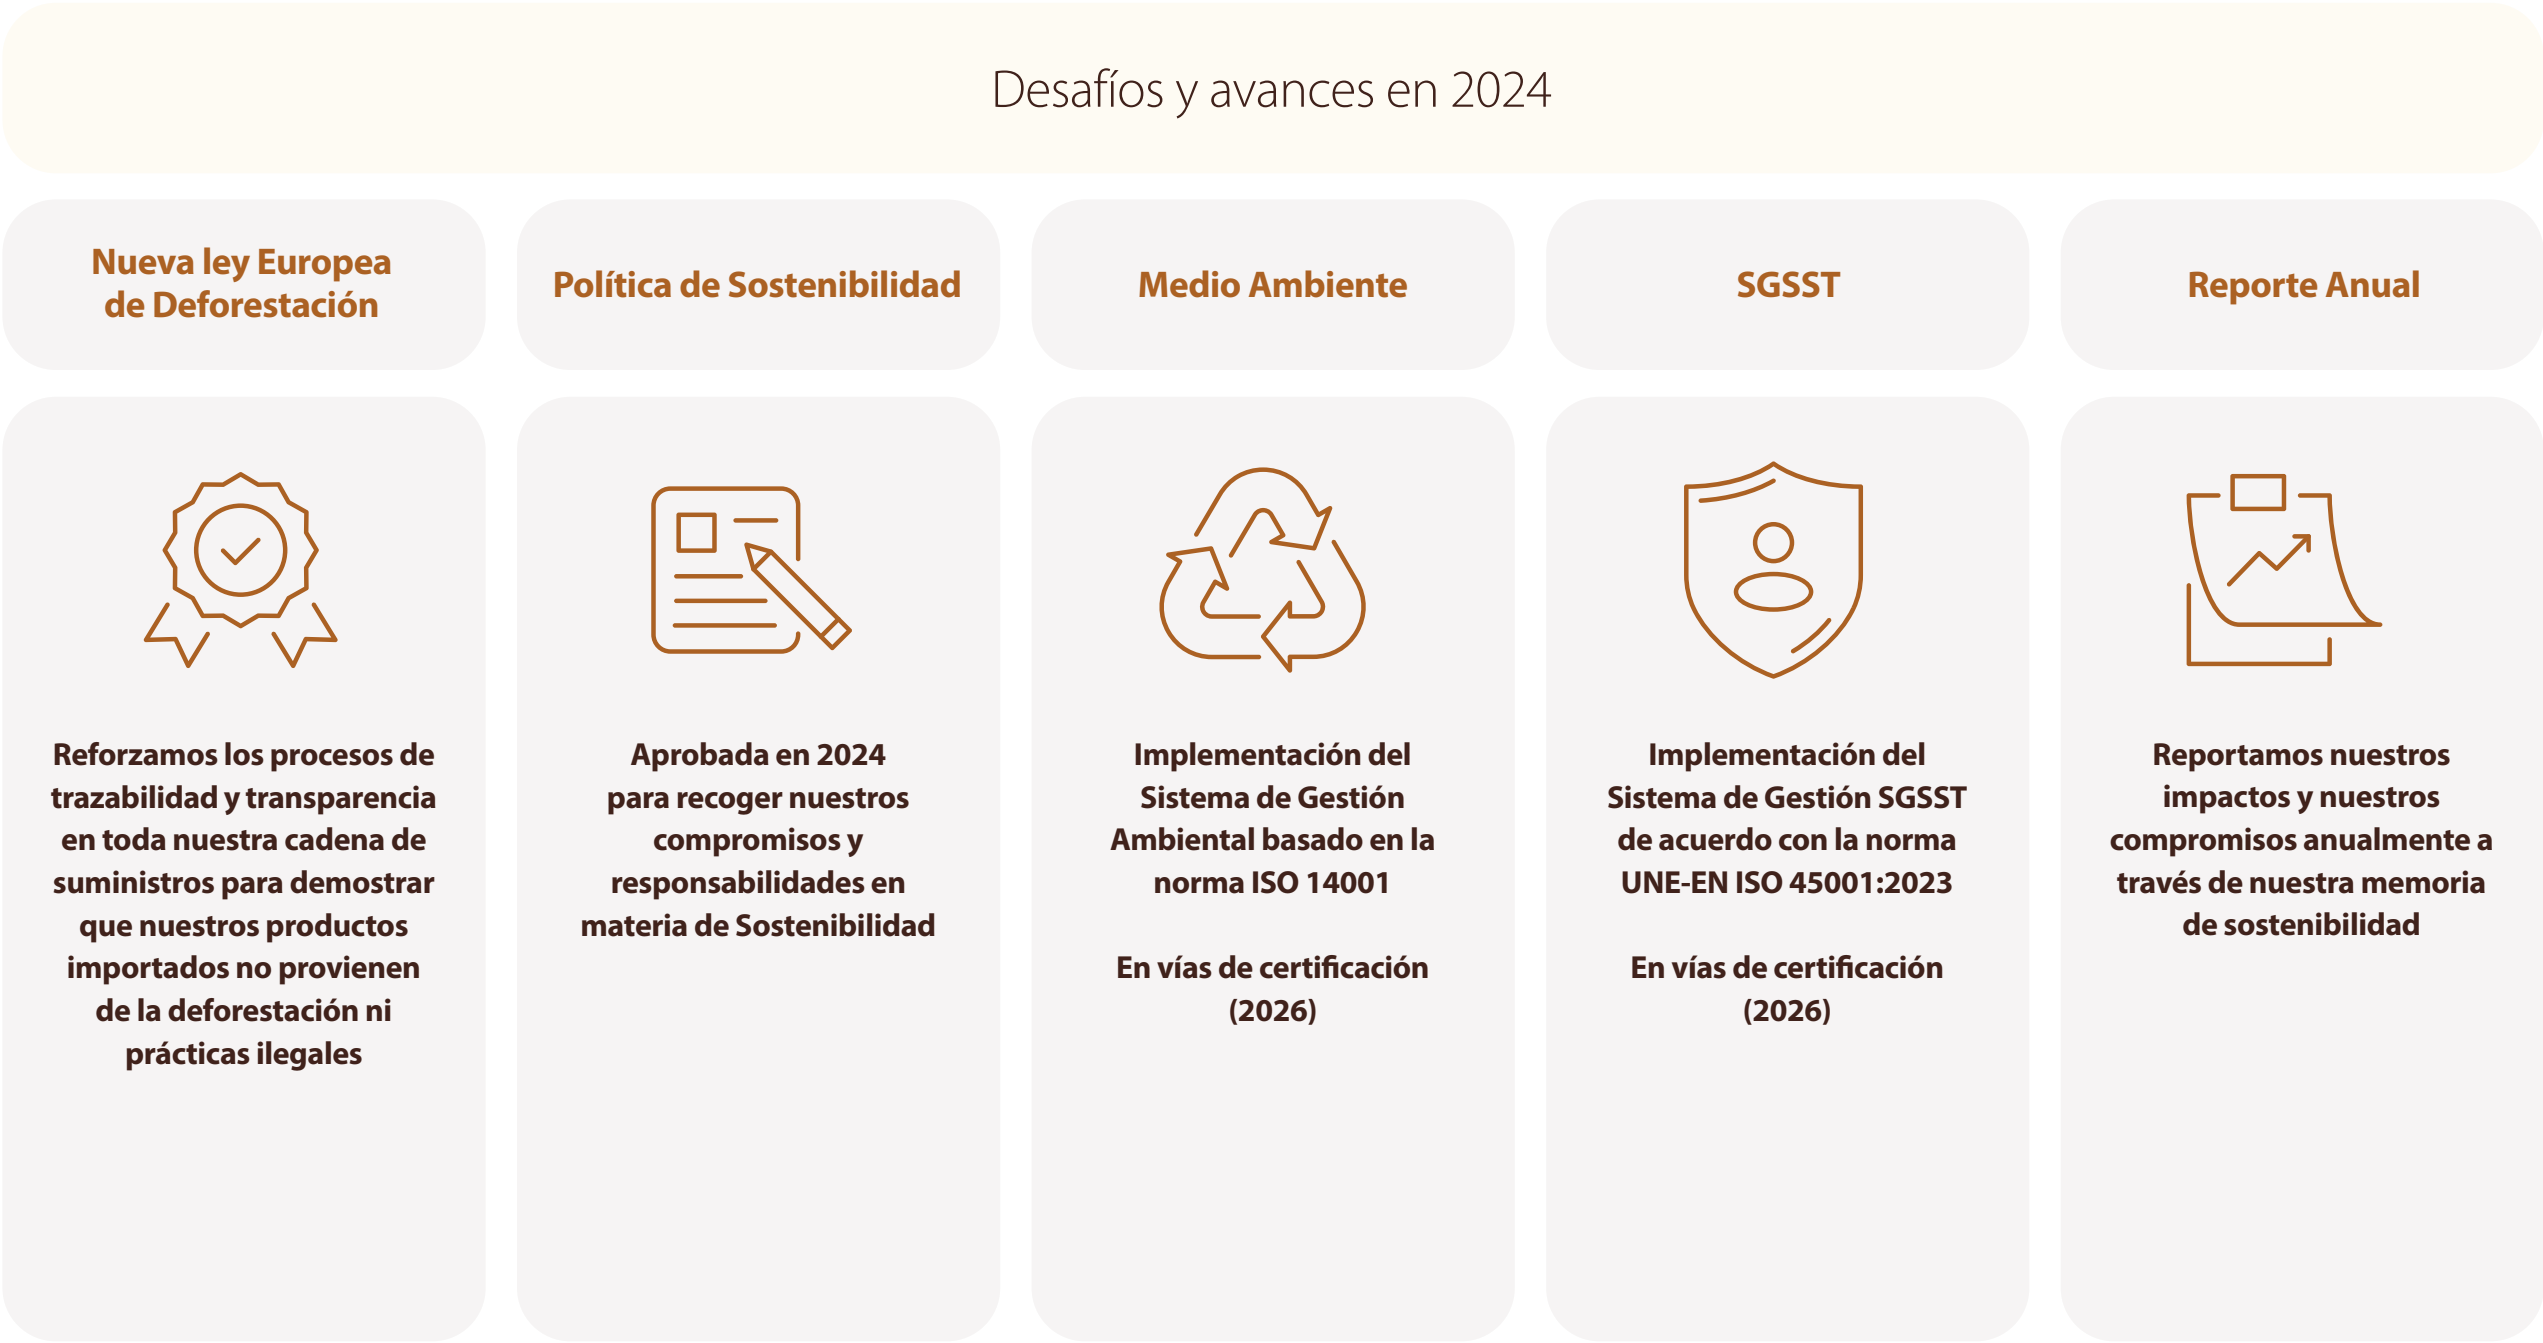 Desafíos y avances en 2024
Nueva ley Europea
de Deforestación
Política de Sostenibilidad
Medio Ambiente
SGSST
Reporte Anual
Reforzamos los procesos de
trazabilidad y transparencia
en toda nuestra cadena de
suministros para demostrar
que nuestros productos
importados no provienen
de la deforestación ni
prácticas ilegales
Aprobada en 2024
para recoger nuestros
compromisos y
responsabilidades en
materia de Sostenibilidad
Implementación del
Sistema de Gestión
Ambiental basado en la
norma ISO 14001
En vías de certificación
(2026)
Implementación del
Sistema de Gestión SGSST
de acuerdo con la norma
UNE-EN ISO 45001:2023
En vías de certificación
(2026)
Reportamos nuestros
impactos y nuestros
compromisos anualmente a
través de nuestra memoria
de sostenibilidad